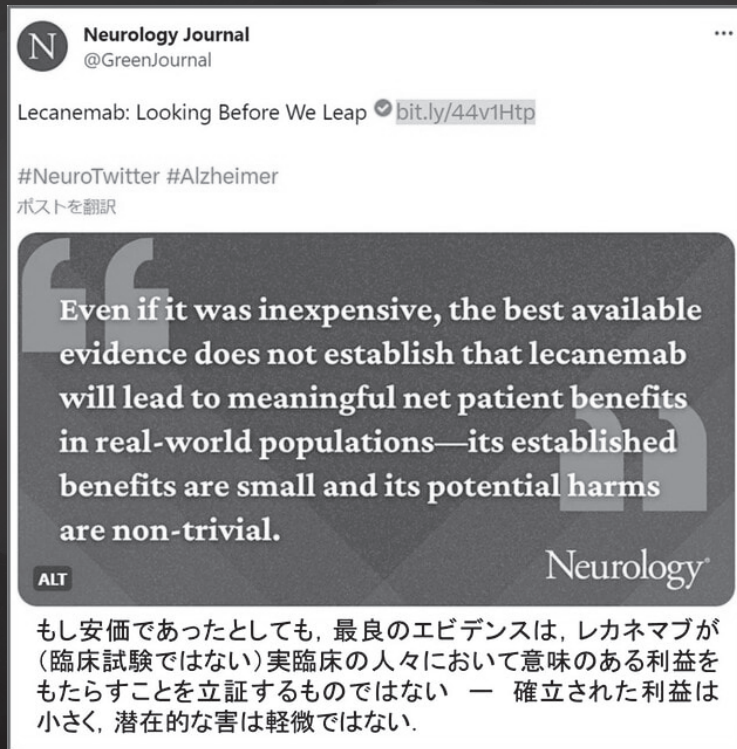 N
Neurology Journal
@GreenJournal
...
Lecanemab: Looking Before We Leap bit.ly/44v1Htp
#NeuroTwitter #Alzheimer
ポストを翻訳
Even if it was inexpensive, the best available
evidence does not establish that lecanemab
will lead to meaningful net patient benefits
in real-world populations—its established
benefits are small and its potential harms
are non-trivial.
ALT
Neurology®
もし安価であったとしても, 最良のエビデンスは, レカネマブが
(臨床試験ではない)実臨床の人々において意味のある利益を
もたらすことを立証するものではない ー 確立された利益は
小さく, 潜在的な害は軽微ではない.